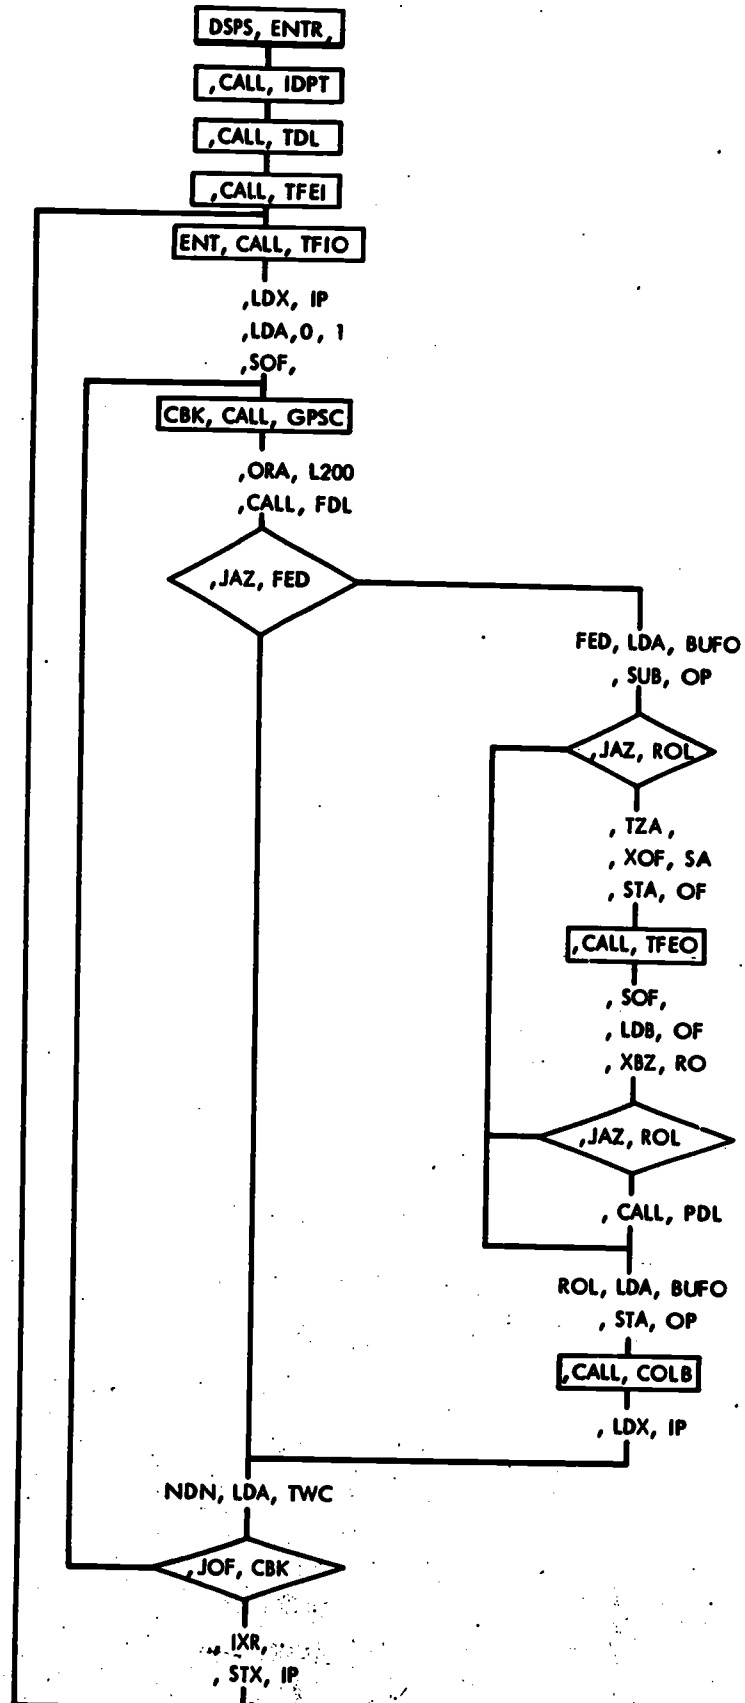 DSPS, ENTR,
,CALL, IDPT
,CALL, TDL
,CALL, TFEI
ENT, CALL, TFIO
,LDX, IP
,LDA,0, 1
,SOF,
CBK, CALL, GPSC
,ORA, L200
,CALL, FDL
,JAZ, FED
FED, LDA, BUFO
, SUB, OP
,JAZ, ROL
, TZA,
, XOF, SA
, STA, OF
,CALL, TFEO
, SOF,
, LDB, OF
, XBZ, RO
,JAZ, ROL
, CALL, PDL
ROL, LDA, BUFO
, STA, OP
,CALL, COLB
, LDX, IP
NDN, LDA, TWC
,JOF, CBK
, IXR,
, STX, IP